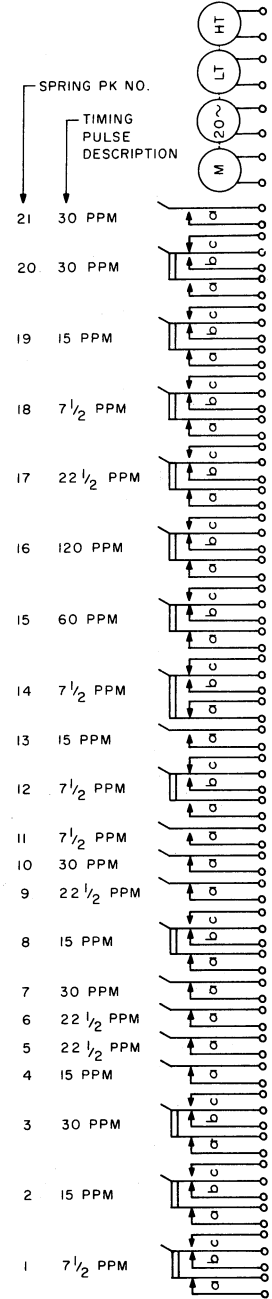 HT
LT
20~
M
SPRING PK NO.
TIMING
PULSE
DESCRIPTION
21 30 PPM a
20 30 PPM a b c
19 15 PPM a b c
18 7 1/2 PPM a b c
17 22 1/2 PPM a b c
16 120 PPM a b c
15 60 PPM a b c
14 7 1/2 PPM a b c
13 15 PPM a
12 7 1/2 PPM a b c
11 7 1/2 PPM a
10 30 PPM a
9 22 1/2 PPM a
8 15 PPM a b c
7 30 PPM a
6 22 1/2 PPM a
5 22 1/2 PPM a
4 15 PPM a
3 30 PPM a b c
2 15 PPM a b c
1 7 1/2 PPM a b c